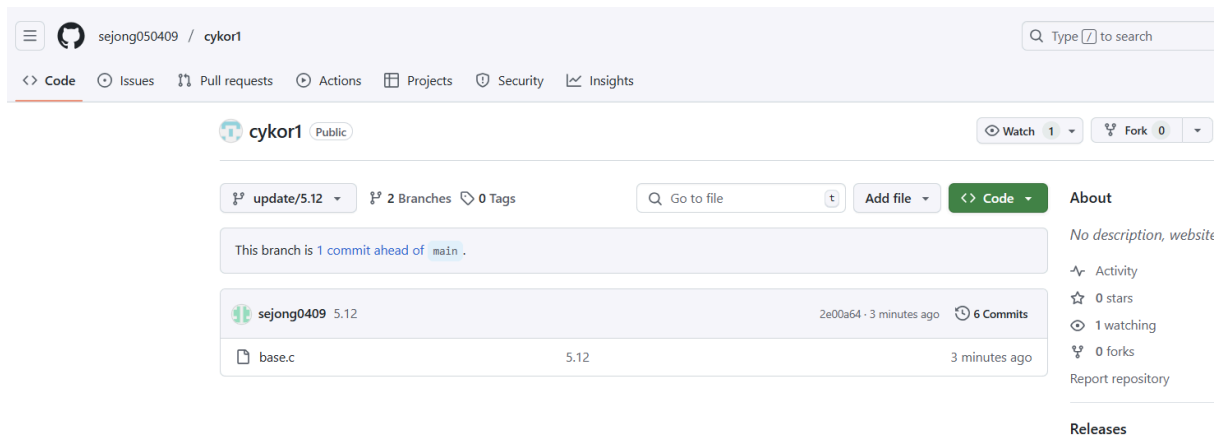 sejong050409 / cykor1
Type / to search
Code Issues Pull requests Actions Projects Security Insights
cykor1 Public
Watch 1 Fork 0
update/5.12 2 Branches 0 Tags Go to file t Add file Code
This branch is 1 commit ahead of main .
sejong0409 5.12 2e00a64 · 3 minutes ago 6 Commits
base.c 5.12 3 minutes ago
About
No description, website
Activity
0 stars
1 watching
0 forks
Report repository
Releases